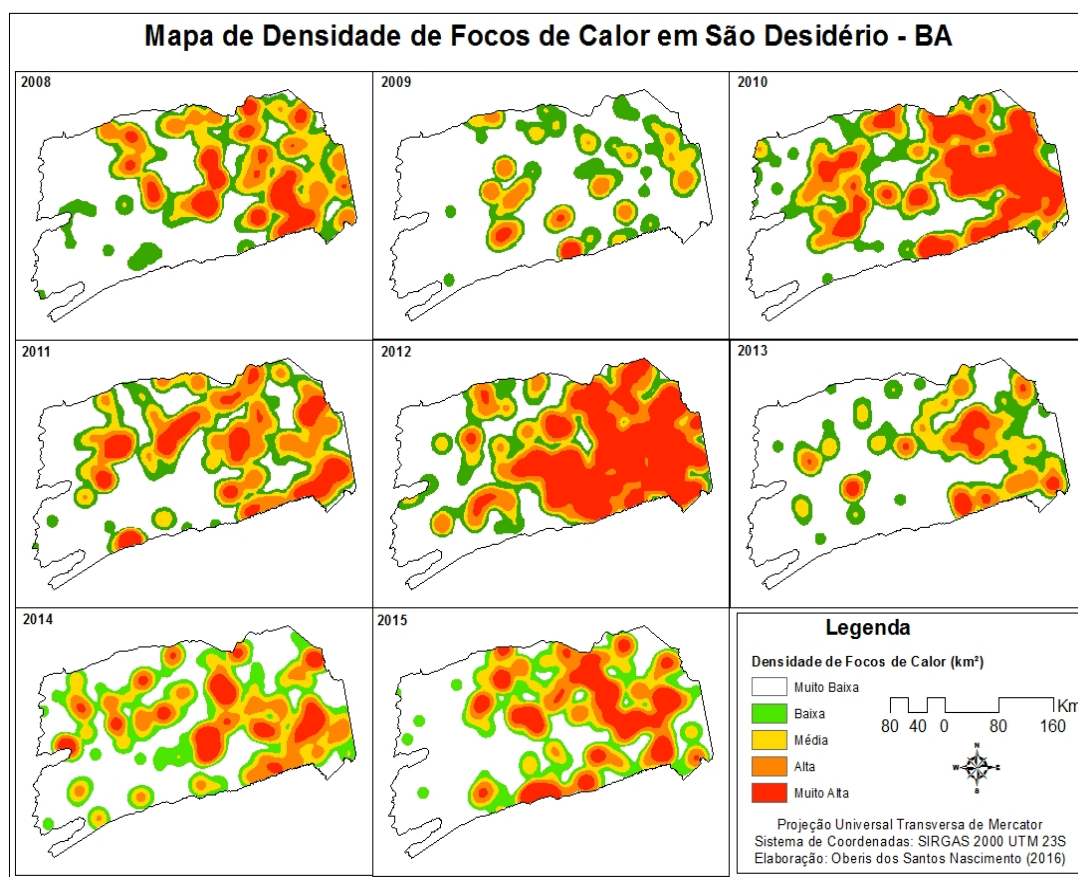 Mapa de Densidade de Focos de Calor em São Desidério - BA
2008
2009
2010
2011
2012
2013
2014
2015
Legenda
Densidade de Focos de Calor (km²)
Muito Baixa
Baixa
Média
Alta
Muito Alta
Km
80 40 0 80 160
N
W E
S
Projeção Universal Transversa de Mercator
Sistema de Coordenadas: SIRGAS 2000 UTM 23S
Elaboração: Oberis dos Santos Nascimento (2016)